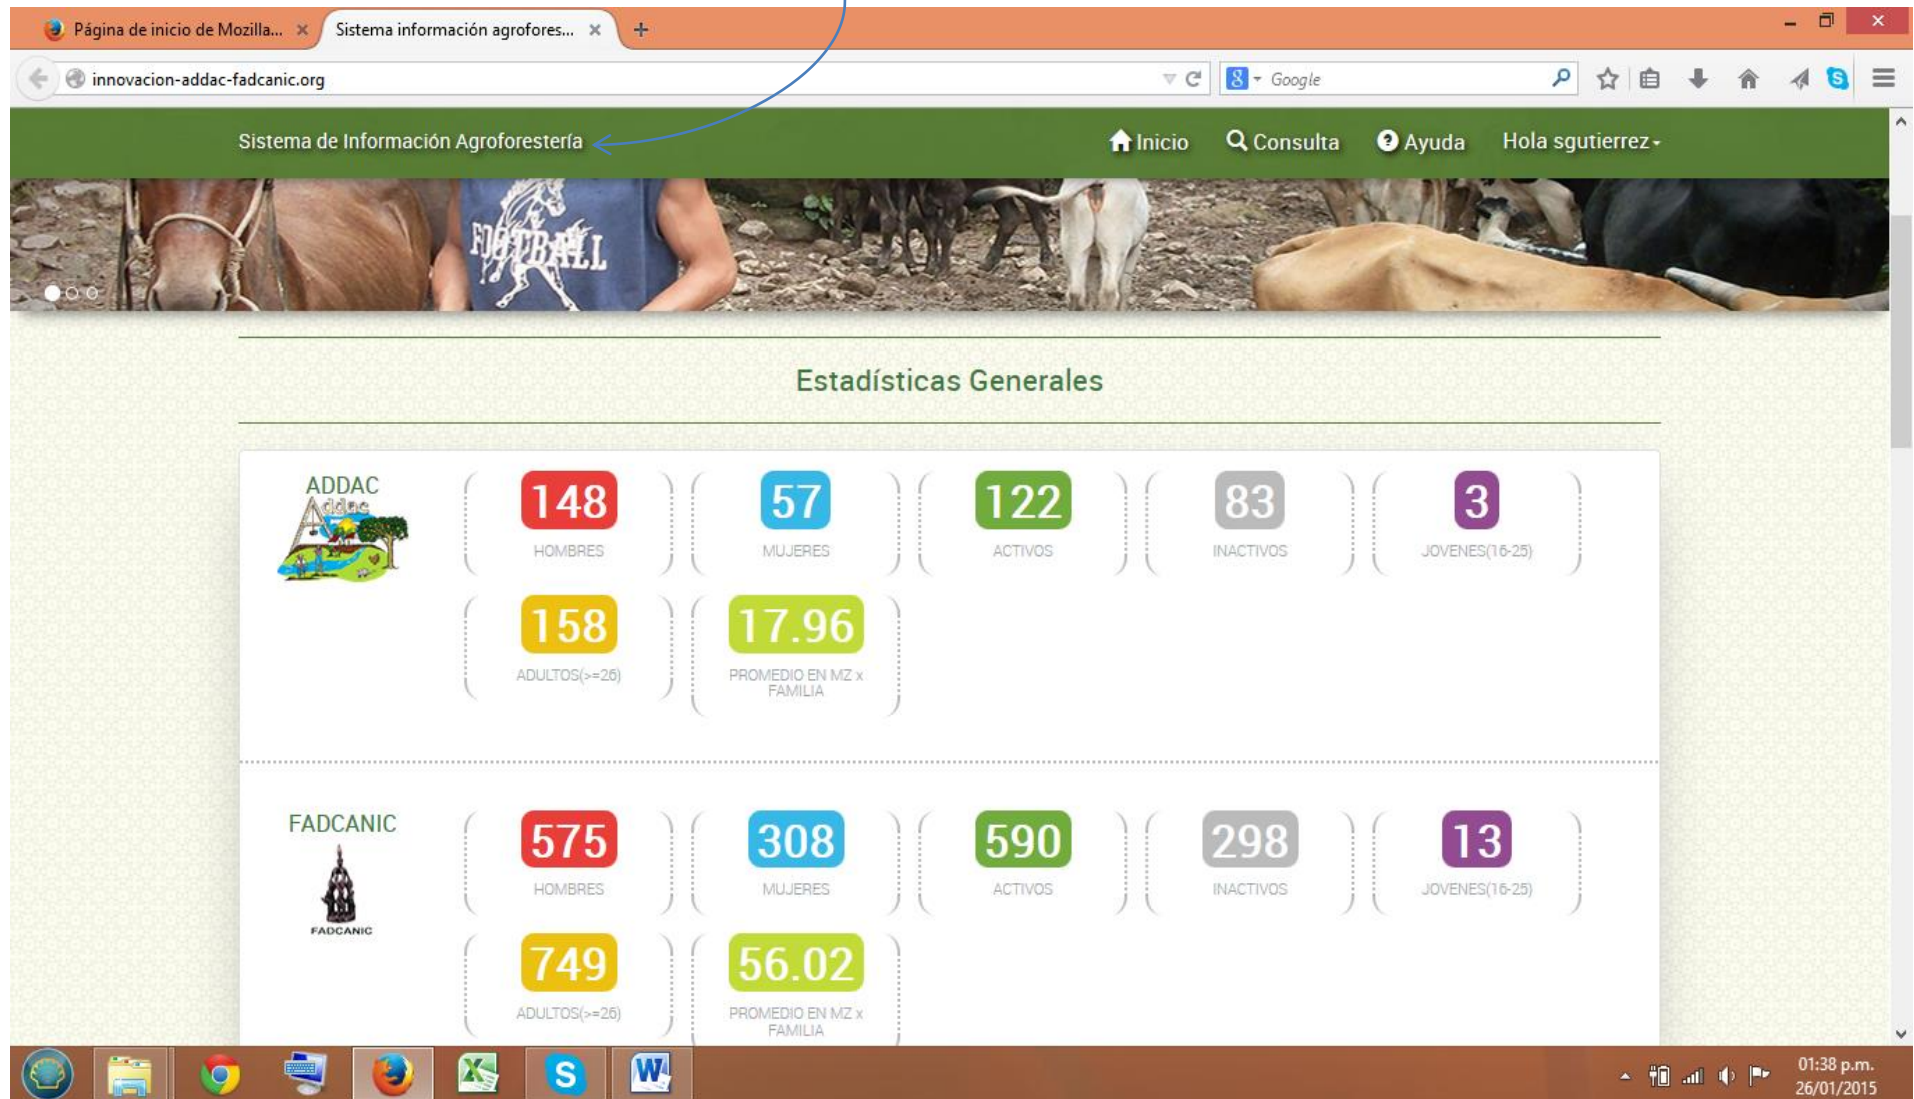 Página de inicio de Mozilla...
Sistema información agrofores...
innovacion-addac-fadcanic.org
Google
Sistema de Información Agroforestería
Inicio
Consulta
Ayuda
Hola sgutierrez
FOOTBALL
Estadísticas Generales
ADDAC
Addac
148
HOMBRES
57
MUJERES
122
ACTIVOS
83
INACTIVOS
3
JOVENES(16-25)
158
ADULTOS(>=26)
17.96
PROMEDIO EN MZ x
FAMILIA
FADCANIC
FADCANIC
575
HOMBRES
308
MUJERES
590
ACTIVOS
298
INACTIVOS
13
JOVENES(16-25)
749
ADULTOS(>=26)
56.02
PROMEDIO EN MZ x
FAMILIA
01:38 p.m.
26/01/2015